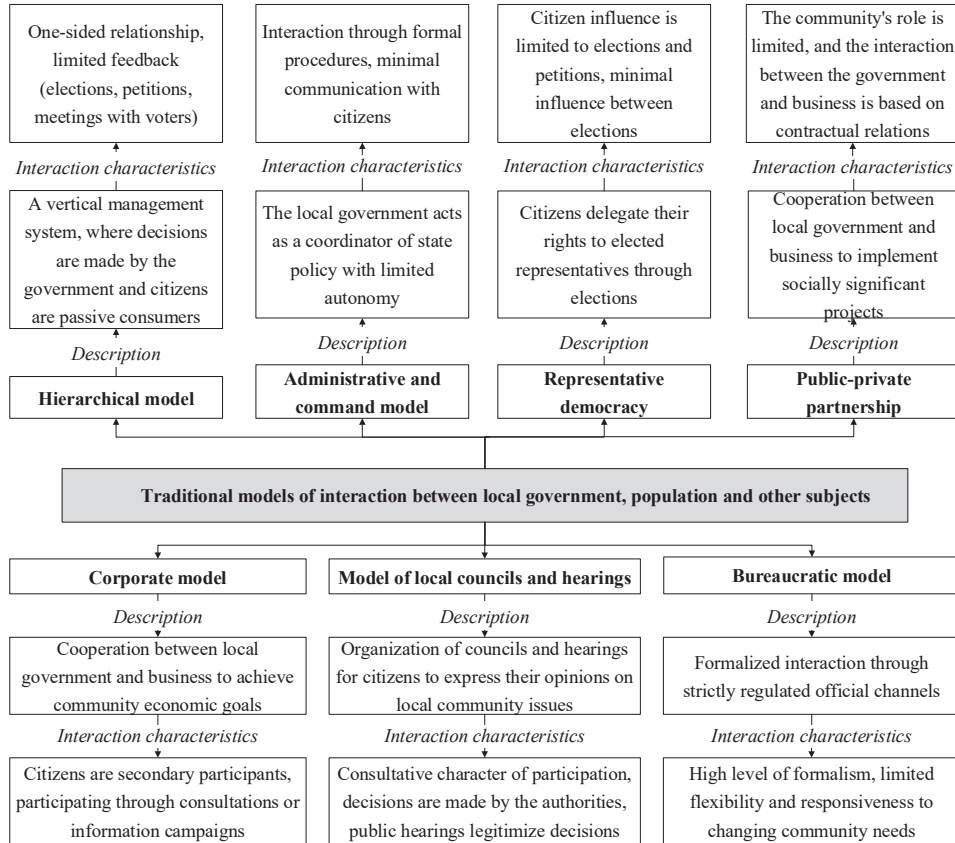 One-sided relationship,
limited feedback
(elections, petitions,
meetings with voters)
Interaction through formal
procedures, minimal
communication with
citizens
Citizen influence is
limited to elections and
petitions, minimal
influence between
elections
The community's role is
limited, and the interaction
between the government
and business is based on
contractual relations
Interaction characteristics
Interaction characteristics
Interaction characteristics
Interaction characteristics
A vertical management
system, where decisions
are made by the
government and citizens
are passive consumers
The local government acts
as a coordinator of state
policy with limited
autonomy
Citizens delegate their
rights to elected
representatives through
elections
Cooperation between
local government and
business to implement
socially significant
projects
Description
Description
Description
Description
Hierarchical model
Administrative and
command model
Representative
democracy
Public-private
partnership
Traditional models of interaction between local government, population and other subjects
Corporate model
Model of local councils and hearings
Bureaucratic model
Description
Description
Description
Cooperation between local
government and business to achieve
community economic goals
Organization of councils and hearings
for citizens to express their opinions on
local community issues
Formalized interaction through
strictly regulated official channels
Interaction characteristics
Interaction characteristics
Interaction characteristics
Citizens are secondary participants,
participating through consultations or
information campaigns
Consultative character of participation,
decisions are made by the authorities,
public hearings legitimize decisions
High level of formalism, limited
flexibility and responsiveness to
changing community needs